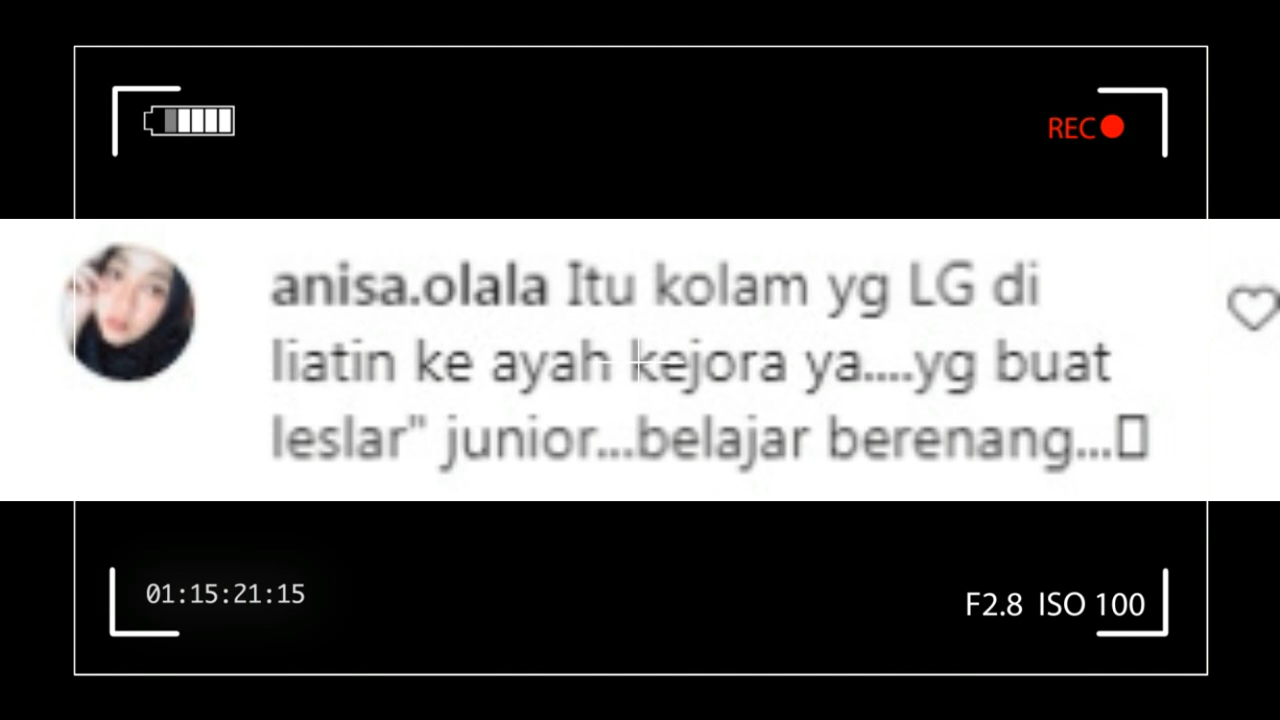 REC
anisa.olala Itu kolam yg LG di
liatin ke ayah kejora ya....yg buat
leslar" junior...belajar berenang...
01:15:21:15
F2.8 ISO 100